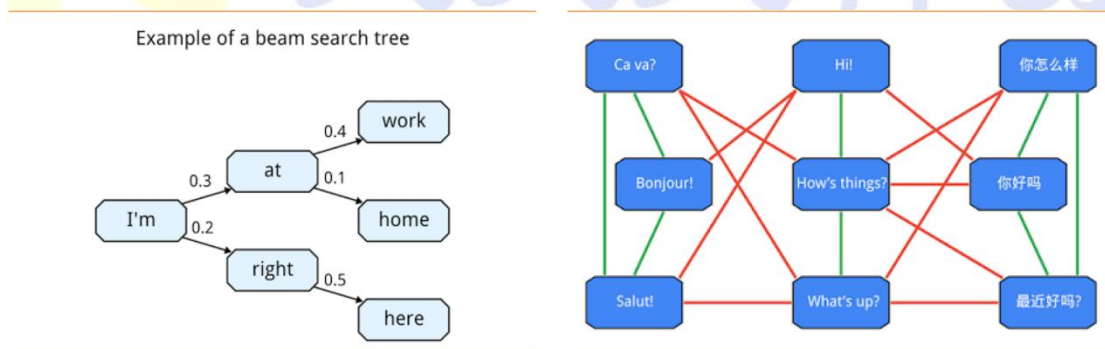 Example of a beam search tree
work
0.4
at
0.3
0.1
I'm
home
0.2
right
0.5
here
Ca va?
Hi!
你怎么样
Bonjour!
How's things?
你好吗
Salut!
What's up?
最近好吗?